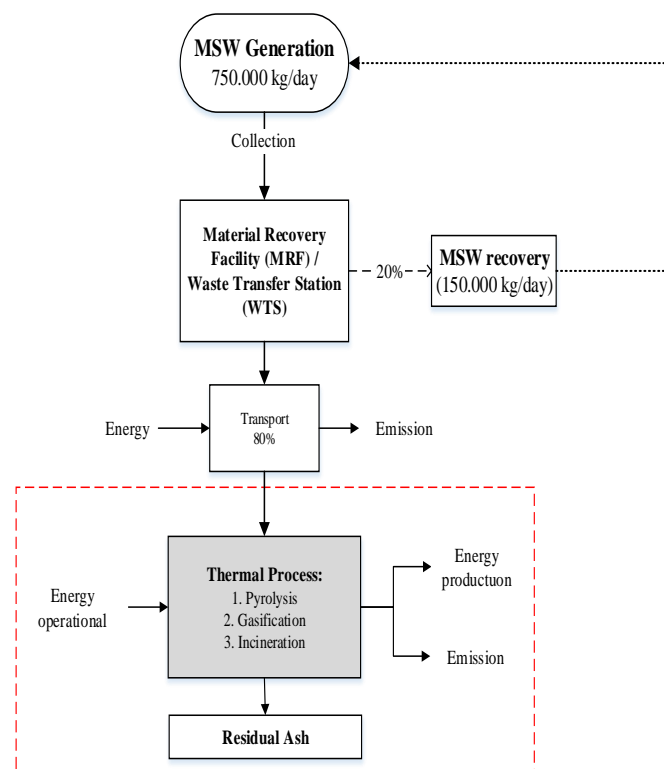 MSW Generation
750.000 kg/day
Collection
Material Recovery
Facility (MRF) /
Waste Transfer Station
(WTS)
20%
MSW recovery
(150.000 kg/day)
Energy
Transport
80%
Emission
Thermal Process:
1. Pyrolysis
2. Gasification
3. Incineration
Energy
operational
Energy
productuon
Emission
Residual Ash